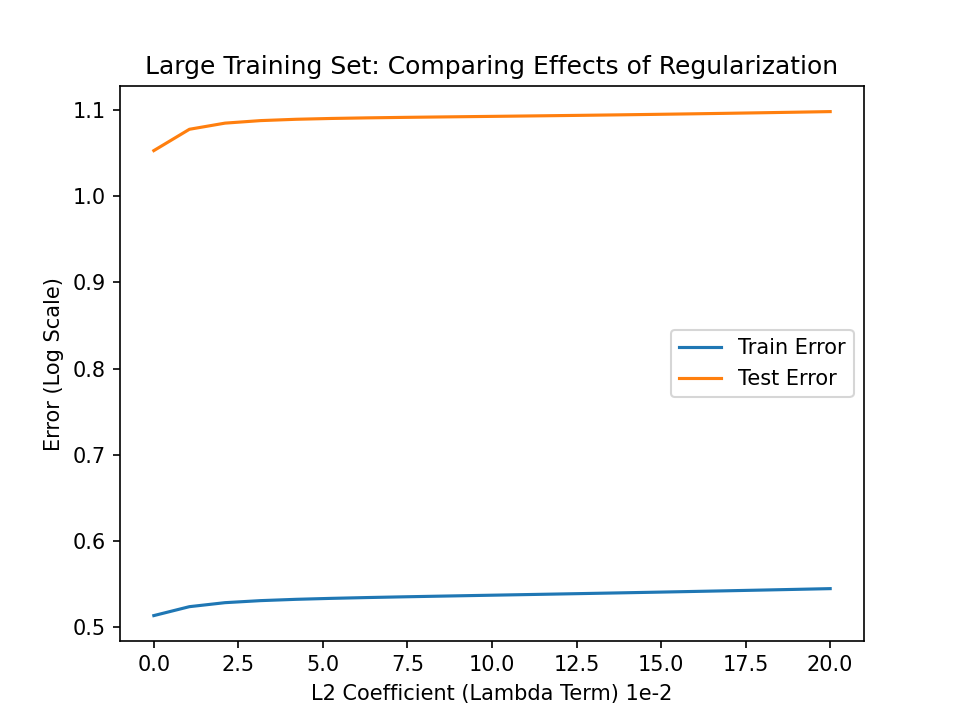 Large Training Set: Comparing Effects of Regularization
Error (Log Scale)
1.1
1.0
0.9
0.8
0.7
0.6
0.5
Train Error
Test Error
0.0 2.5 5.0 7.5 10.0 12.5 15.0 17.5 20.0
L2 Coefficient (Lambda Term) 1e-2